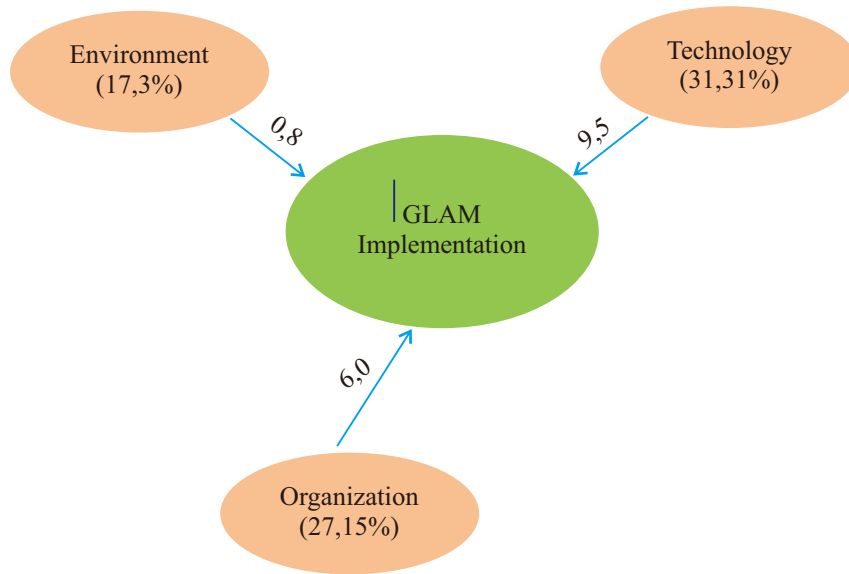 Environment
(17,3%)
Technology
(31,31%)
0,8
9,5
GLAM
Implementation
6,0
Organization
(27,15%)